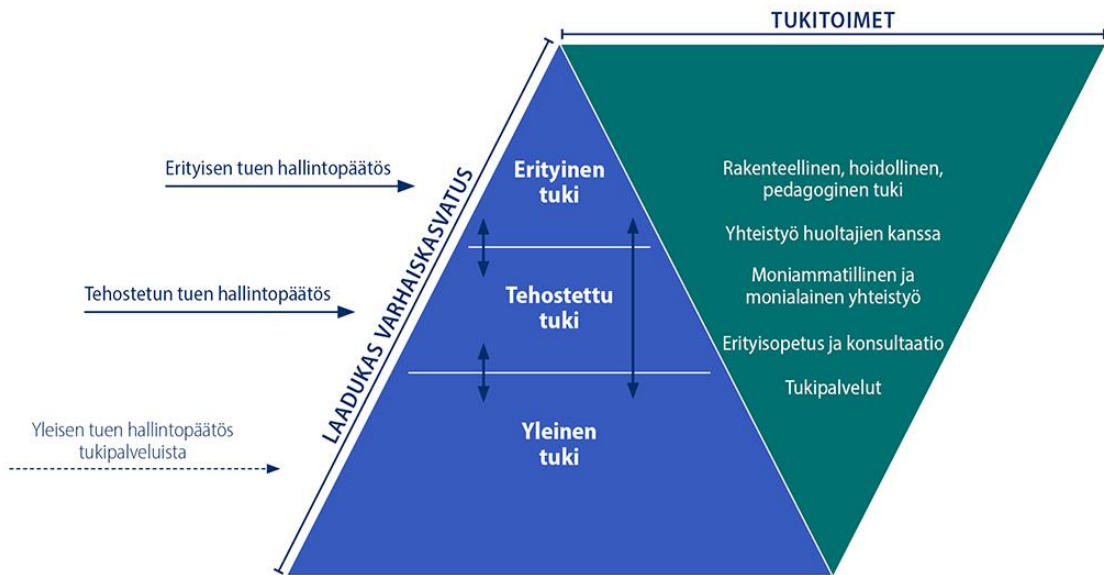 TUKITOIMET
LAADUKAS VARHAISKASVATUS
Erityisen tuen hallintopäätös
Tehostetun tuen hallintopäätös
Yleisen tuen hallintopäätös
tukipalveluista
Erityinen
tuki
Tehostettu
tuki
Yleinen
tuki
Rakenteellinen, hoidollinen,
pedagoginen tuki
Yhteistyö huoltajien kanssa
Moniammatillinen ja
monialainen yhteistyö
Erityisopetus ja konsultaatio
Tukipalvelut